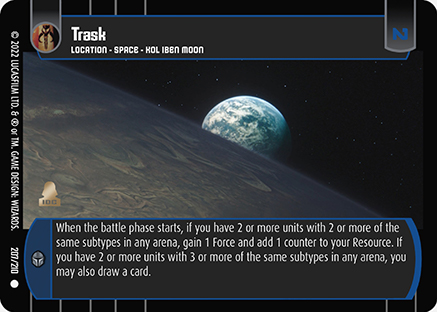 Trask
LOCATION - SPACE - KOL IBEN MOON
When the battle phase starts, if you have 2 or more units with 2 or more of the
same subtypes in any arena, gain 1 Force and add 1 counter to your Resource. If
you have 2 or more units with 3 or more of the same subtypes in any arena, you
may also draw a card.
© 2022 LUCASFILM LTD. & ® or TM. GAME DESIGN: WIZARDS. 207/210